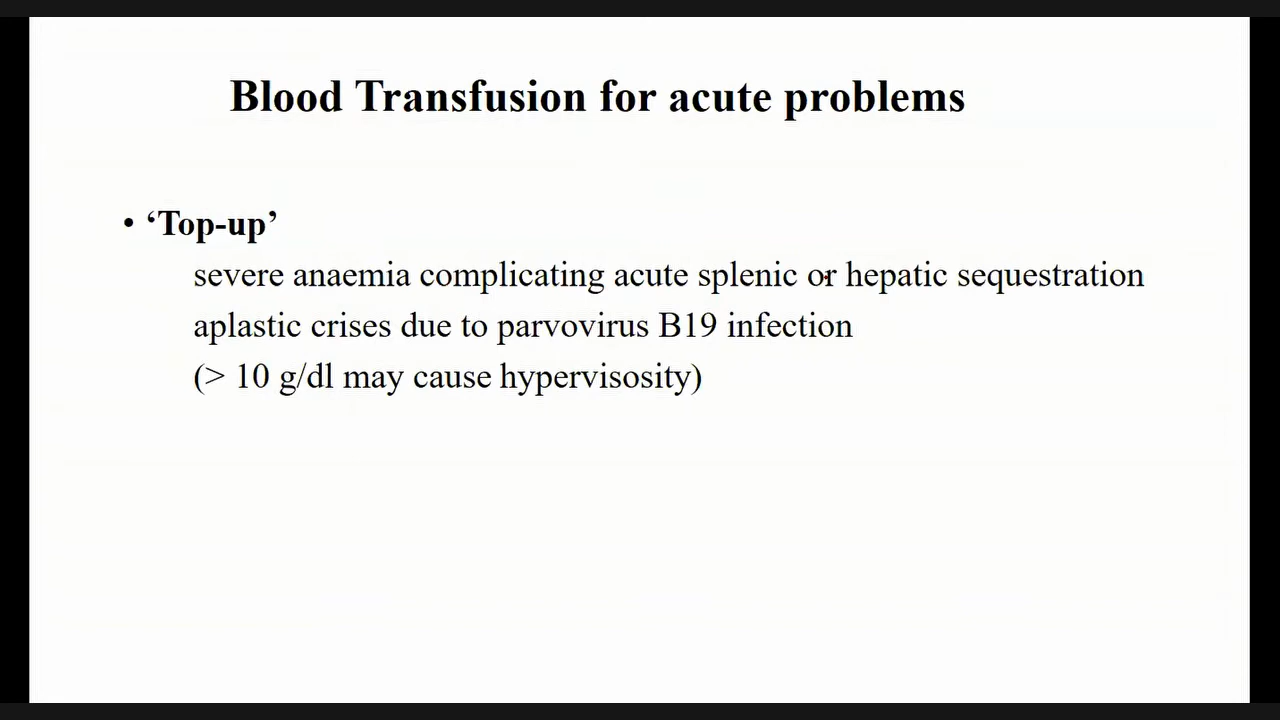 Blood Transfusion for acute problems
• ‘Top-up’
severe anaemia complicating acute splenic or hepatic sequestration
aplastic crises due to parvovirus B19 infection
(> 10 g/dl may cause hypervisosity)